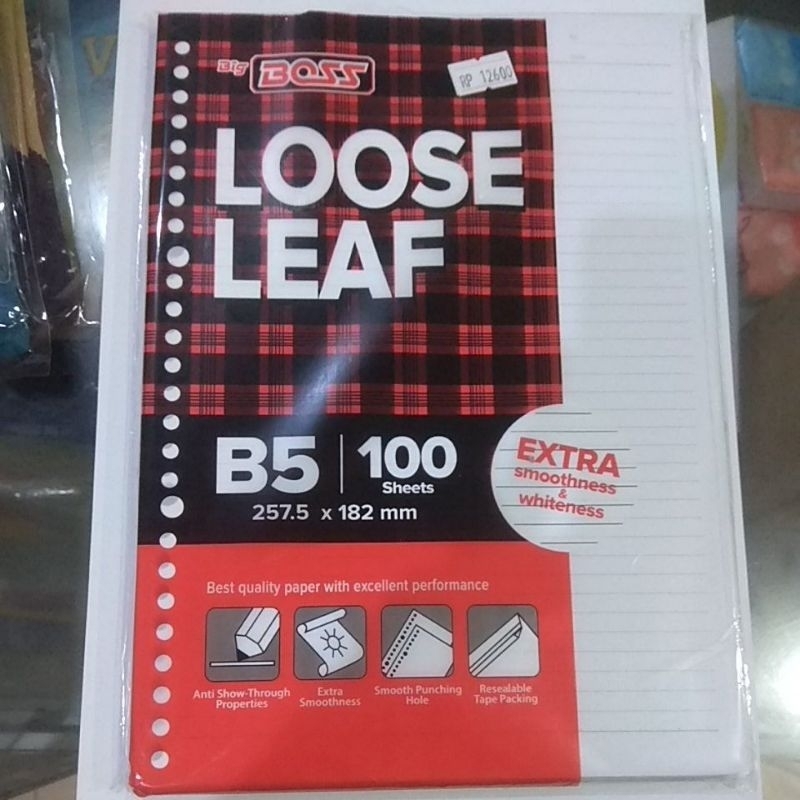 Big BOSS
RP 12600
LOOSE
LEAF
B5 | 100
Sheets
257.5 x 182 mm
EXTRA
smoothness
&
whiteness
Best quality paper with excellent performance
Anti Show-Through
Properties
Extra
Smoothness
Smooth Punching
Hole
Resealable
Tape Packing